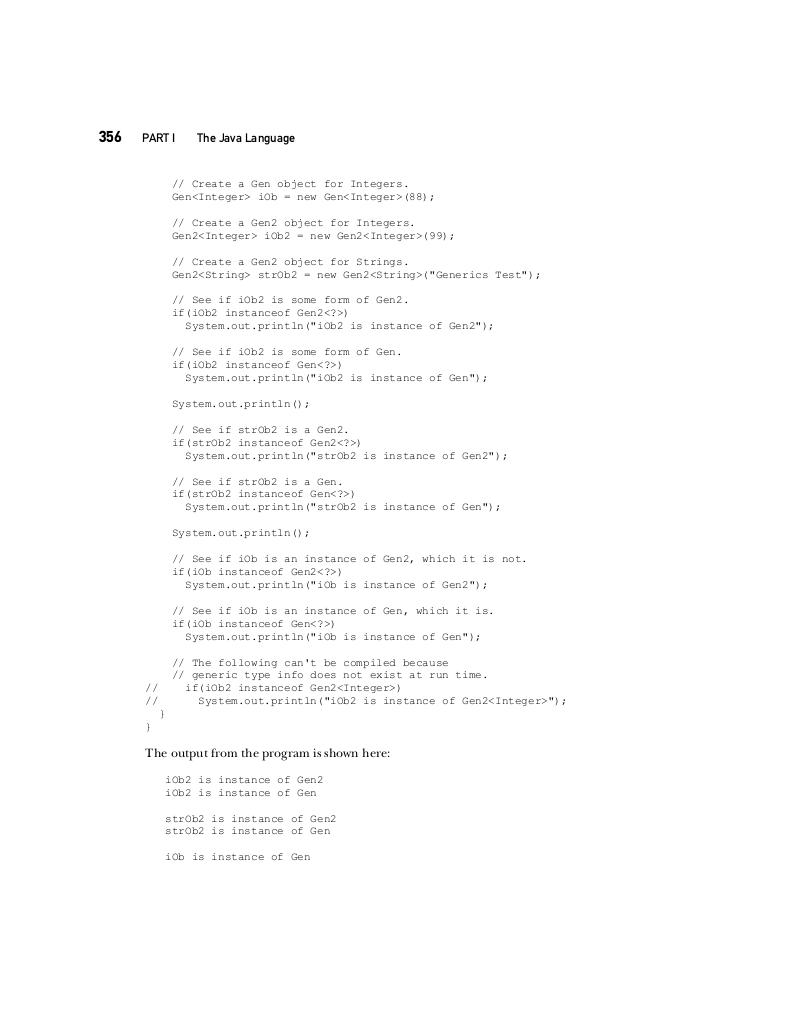 356 PART I The Java Language
// Create a Gen object for Integers.
Gen<Integer> iOb = new Gen<Integer>(88);
// Create a Gen2 object for Integers.
Gen2<Integer> iOb2 = new Gen2<Integer>(99);
// Create a Gen2 object for Strings.
Gen2<String> strOb2 = new Gen2<String>("Generics Test");
// See if iOb2 is some form of Gen2.
if(iOb2 instanceof Gen2<?>)
System.out.println("iOb2 is instance of Gen2");
// See if iOb2 is some form of Gen.
if(iOb2 instanceof Gen<?>)
System.out.println("iOb2 is instance of Gen");
System.out.println();
// See if strOb2 is a Gen2.
if(strOb2 instanceof Gen2<?>)
System.out.println("strOb2 is instance of Gen2");
// See if strOb2 is a Gen.
if(strOb2 instanceof Gen<?>)
System.out.println("strOb2 is instance of Gen");
System.out.println();
// See if iOb is an instance of Gen2, which it is not.
if(iOb instanceof Gen2<?>)
System.out.println("iOb is instance of Gen2");
// See if iOb is an instance of Gen, which it is.
if(iOb instanceof Gen<?>)
System.out.println("iOb is instance of Gen");
// The following can't be compiled because
// generic type info does not exist at run time.
// if(iOb2 instanceof Gen2<Integer>)
// System.out.println("iOb2 is instance of Gen2<Integer>");
}
}
The output from the program is shown here:
iOb2 is instance of Gen2
iOb2 is instance of Gen
strOb2 is instance of Gen2
strOb2 is instance of Gen
iOb is instance of Gen